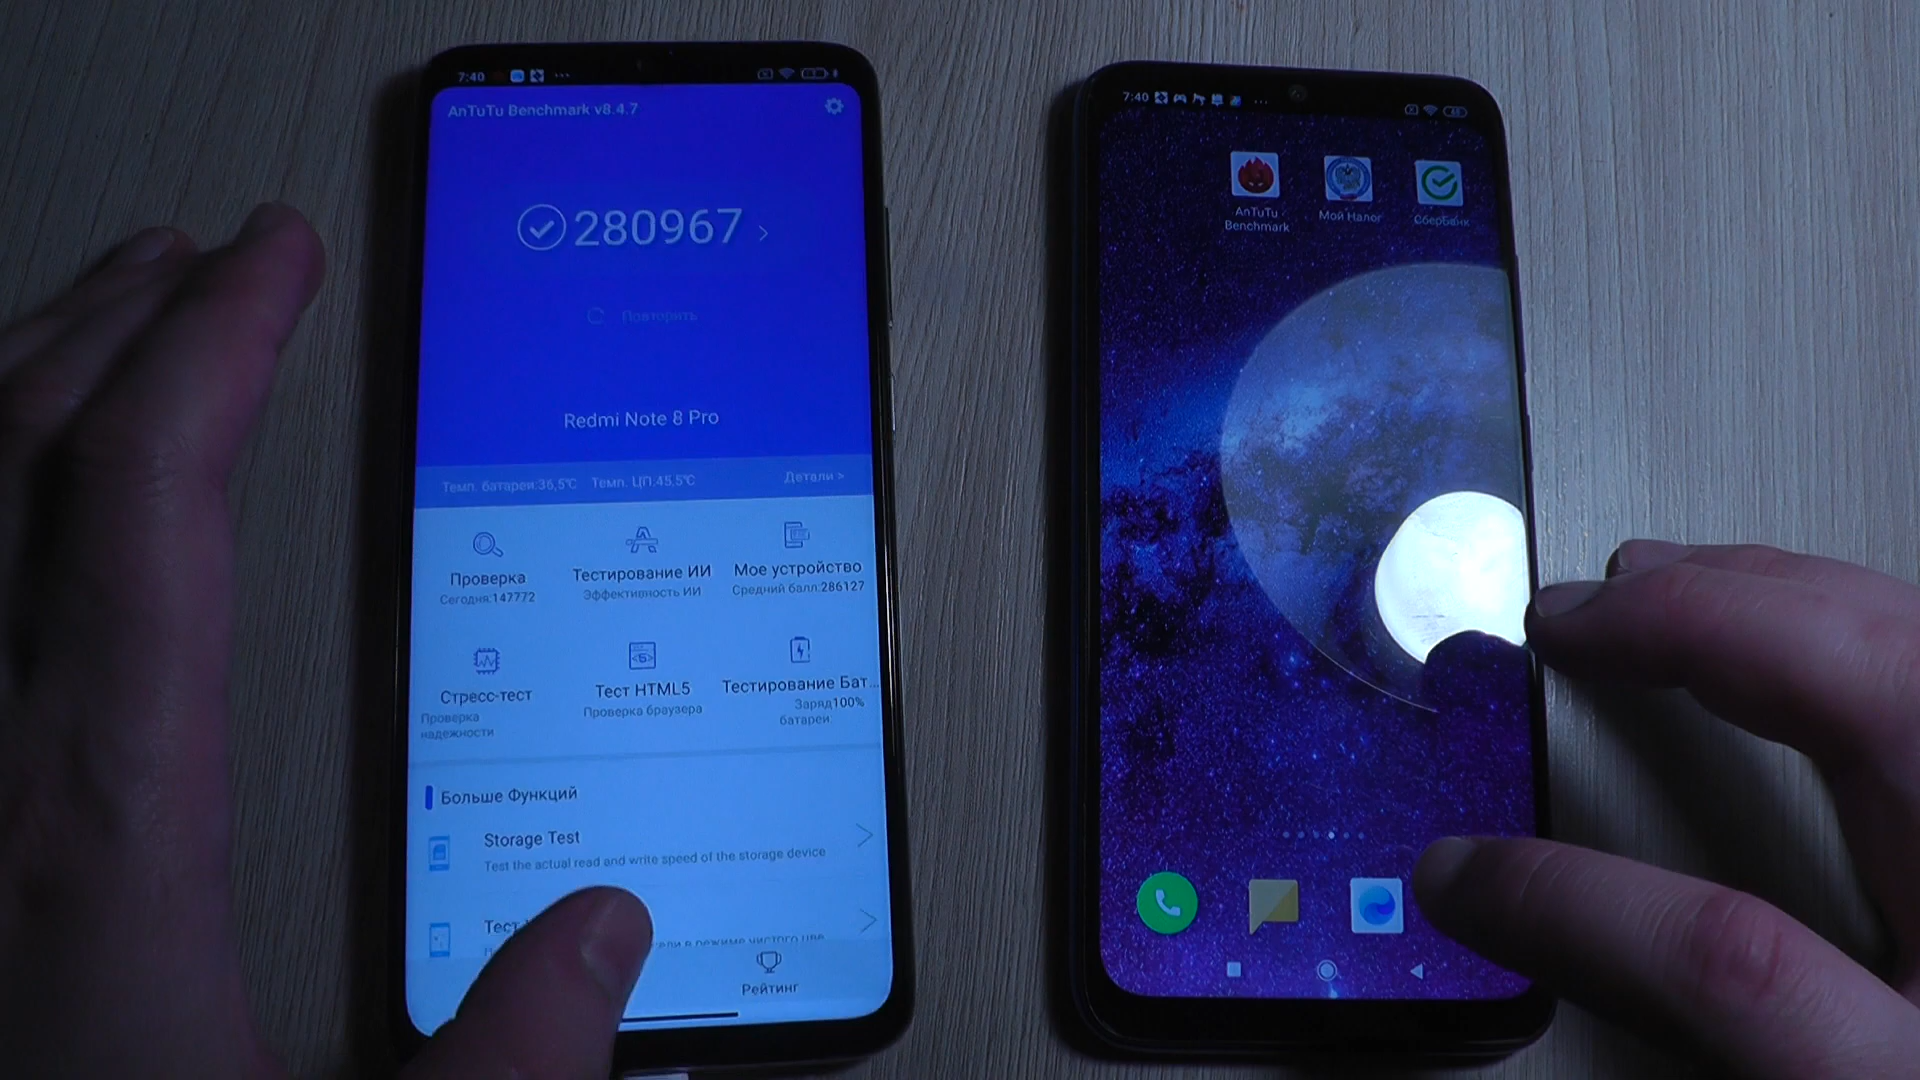 7:40
AnTuTu Benchmark v8.4.7
280967
Повторить
Redmi Note 8 Pro
Темп. батареи:36,5℃ Темп. ЦП:45,5℃ Детали >
Проверка
Сегодня:147772
Тестирование ИИ
Эффективность ИИ
Мое устройство
Средний балл:286127
Стресс-тест
Проверка
надежности
Тест HTML5
Проверка браузера
Тестирование Бат...
Заряд100%
батареи
Больше Функций
Storage Test
Test the actual read and write speed of the storage device
Тест
в режиме чистого
Рейтинг
7:40
AnTuTu
Benchmark
Мой Налог
СберБанк